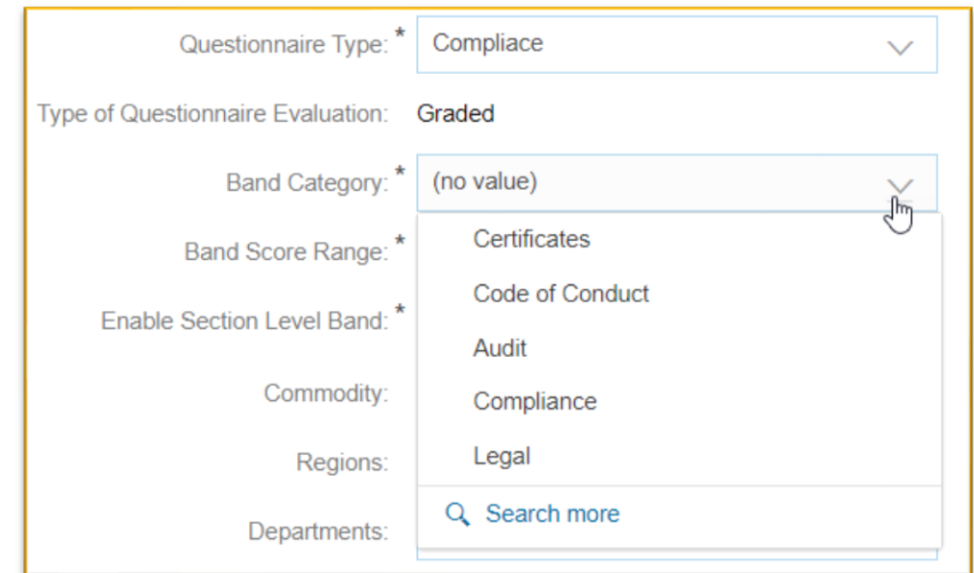 Questionnaire Type: * Compliace
Type of Questionnaire Evaluation: Graded
Band Category: * (no value)
Certificates
Band Score Range: *
Code of Conduct
Enable Section Level Band: *
Audit
Commodity:
Compliance
Regions:
Legal
Departments:
Search more